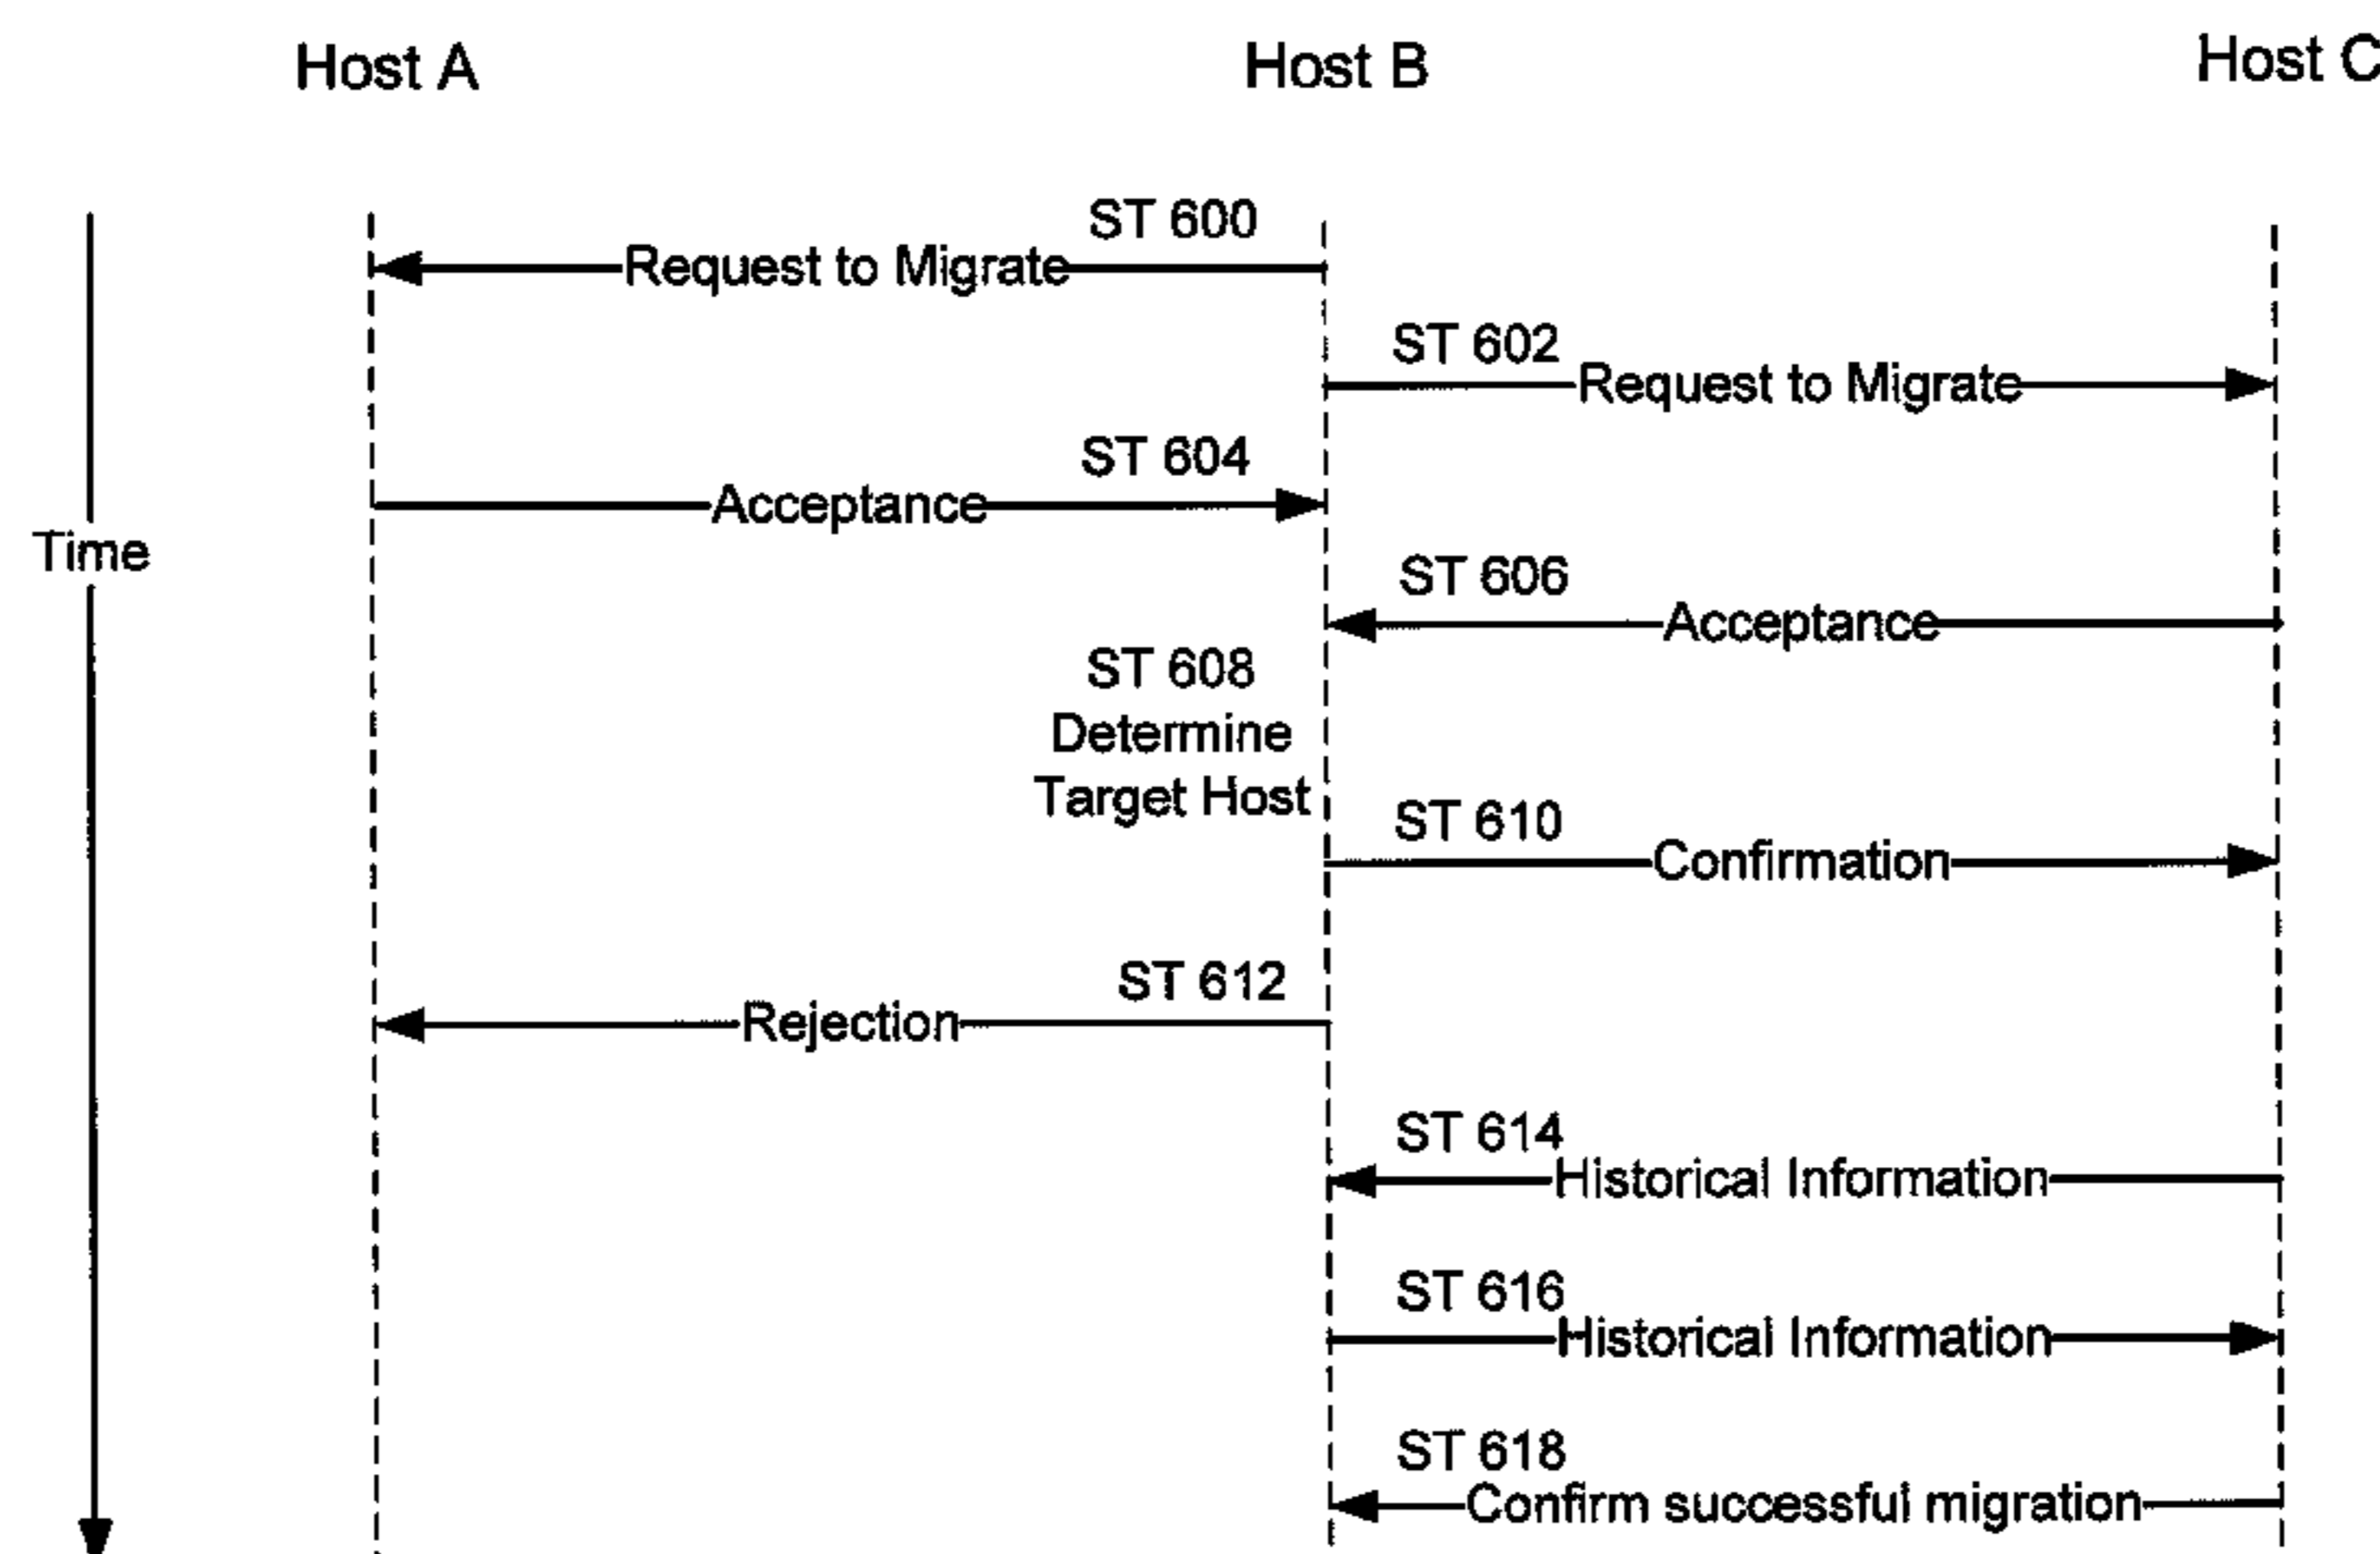 Host A
Host B
Host C
ST 600
Request to Migrate
ST 602
Request to Migrate
ST 604
Acceptance
Time
ST 606
Acceptance
ST 608
Determine
Target Host
ST 610
Confirmation
ST 612
Rejection
ST 614
Historical Information
ST 616
Historical Information
ST 618
Confirm successful migration